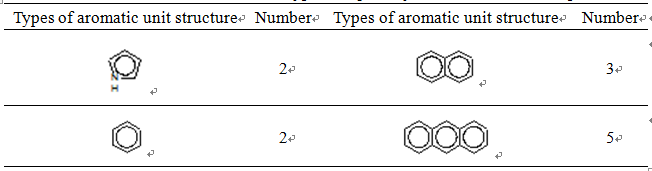 Types of aromatic unit structure Number Types of aromatic unit structure Number
N
H
2 3
2 5